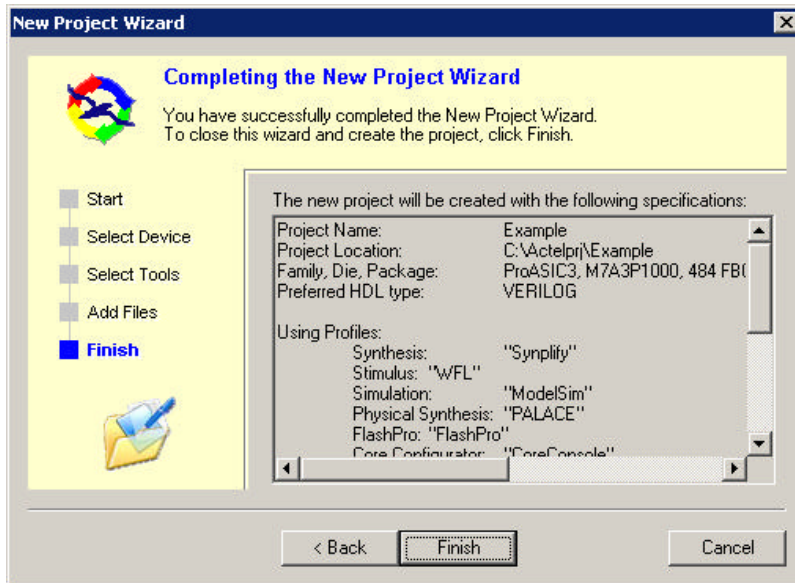 New Project Wizard
Completing the New Project Wizard
You have successfully completed the New Project Wizard.
To close this wizard and create the project, click Finish.
Start
Select Device
Select Tools
Add Files
Finish
The new project will be created with the following specifications:
Project Name: Example
Project Location: C:\Actelprj\Example
Family, Die, Package: ProASIC3, M7A3P1000, 484 FB
Preferred HDL type: VERILOG
Using Profiles:
Synthesis: "Synplify"
Stimulus: "WFL"
Simulation: "ModelSim"
Physical Synthesis: "PALACE"
FlashPro: "FlashPro"
Core Configurator: "CoreConsole"
< Back
Finish
Cancel